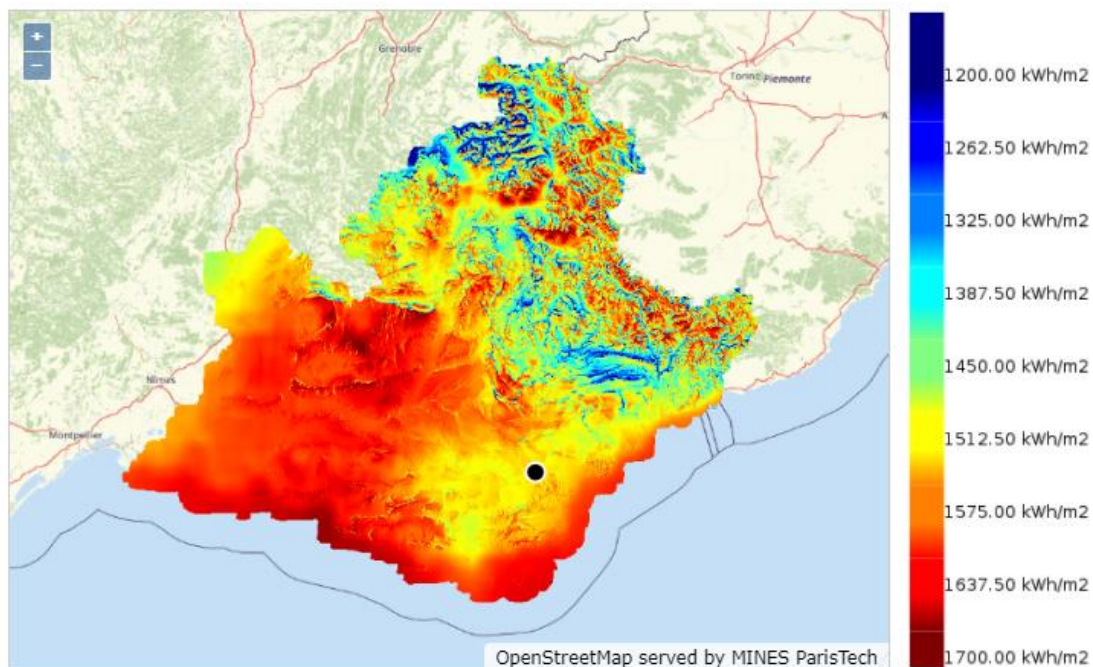 +
−
Grenoble
Torino
Piemonte
A
Nîmes
Montpellier
OpenStreetMap served by MINES ParisTech
1200.00 kWh/m2
1262.50 kWh/m2
1325.00 kWh/m2
1387.50 kWh/m2
1450.00 kWh/m2
1512.50 kWh/m2
1575.00 kWh/m2
1637.50 kWh/m2
1700.00 kWh/m2